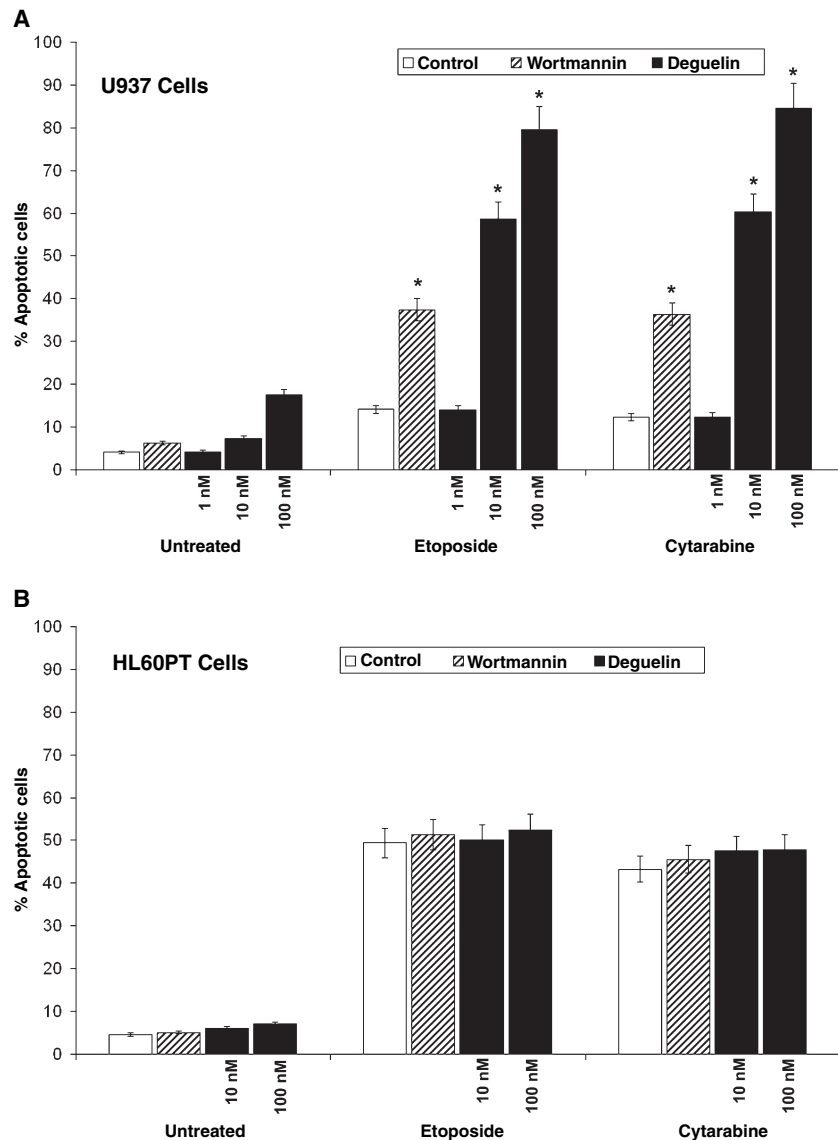 A
100
90
80
70
60
50
40
30
20
10
0
% Apoptotic cells
U937 Cells
Control Wortmannin Deguelin
* * * * * *
1 nM 10 nM 100 nM 1 nM 10 nM 100 nM 1 nM 10 nM 100 nM
Untreated Etoposide Cytarabine
B
100
90
80
70
60
50
40
30
20
10
0
% Apoptotic cells
HL60PT Cells
Control Wortmannin Deguelin
10 nM 100 nM 10 nM 100 nM 10 nM 100 nM
Untreated Etoposide Cytarabine